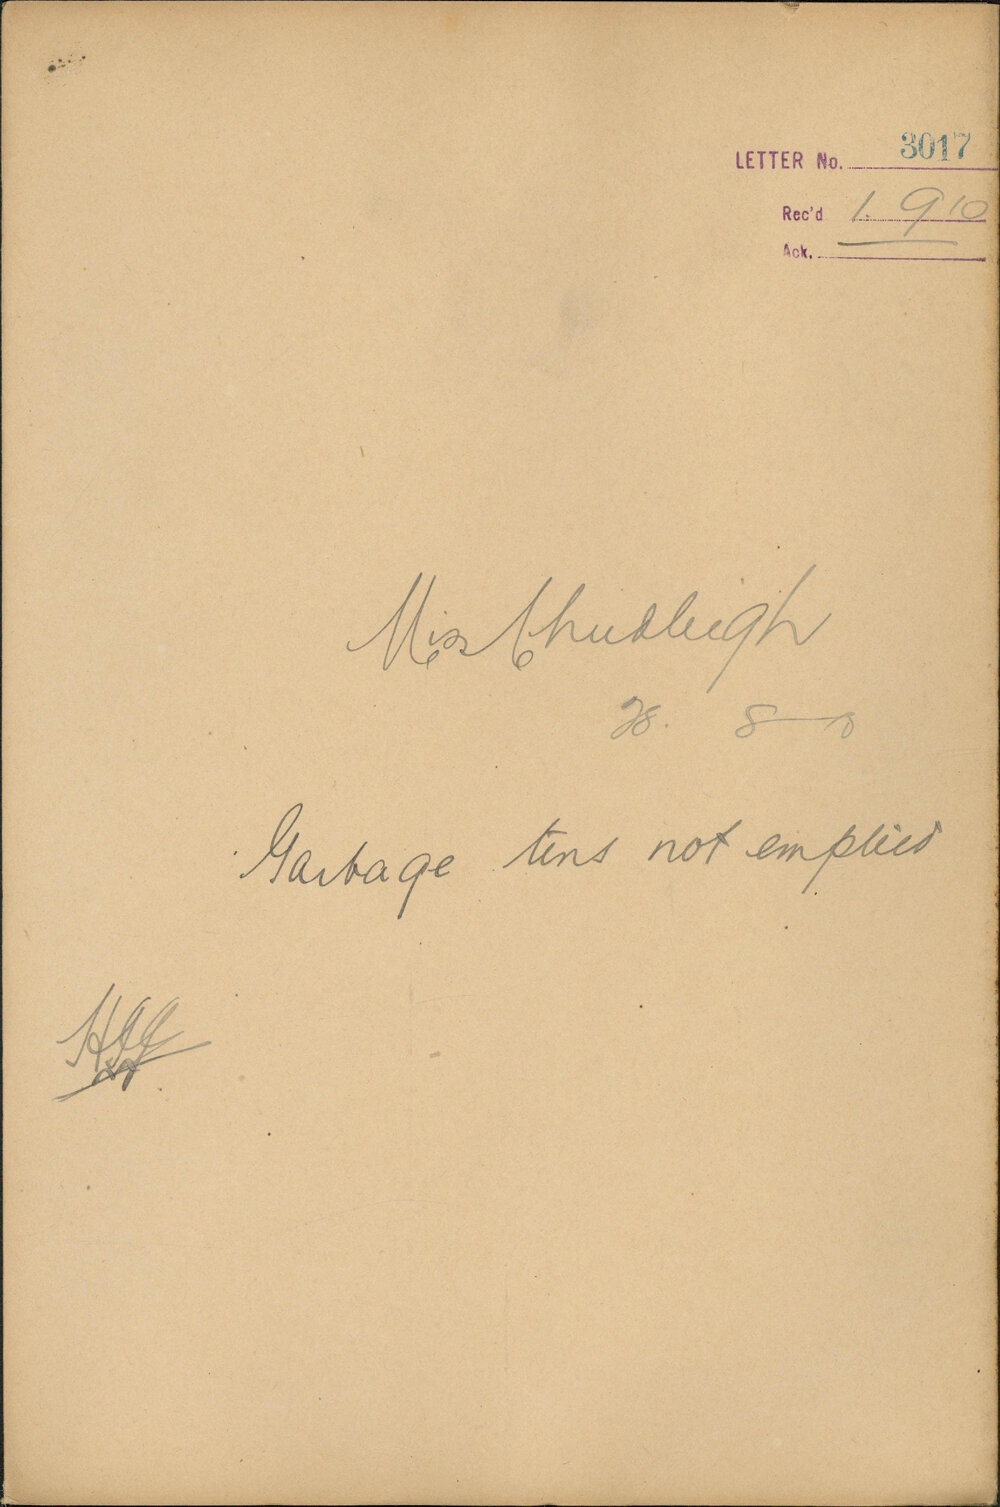 LETTER No. 3017
Rec'd 1. 9 10
Ack.
Miss Chudleigh
28. 8 — 10
Garbage tins not emptied